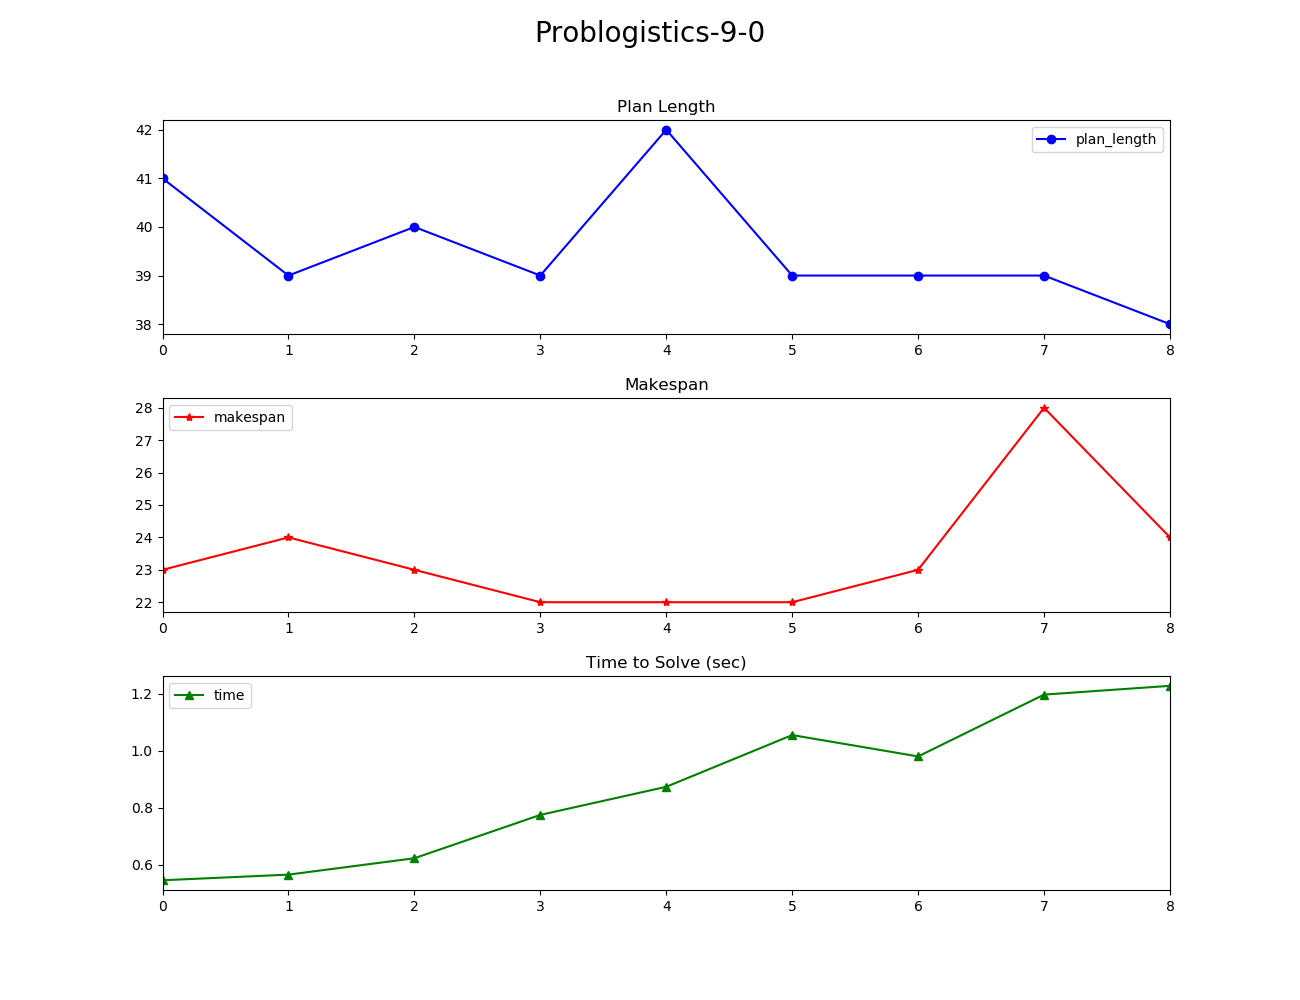 Problogistics-9-0
Plan Length
plan_length
42
41
40
39
38
0 1 2 3 4 5 6 7 8
Makespan
makespan
28
27
26
25
24
23
22
0 1 2 3 4 5 6 7 8
Time to Solve (sec)
time
1.2
1.0
0.8
0.6
0 1 2 3 4 5 6 7 8